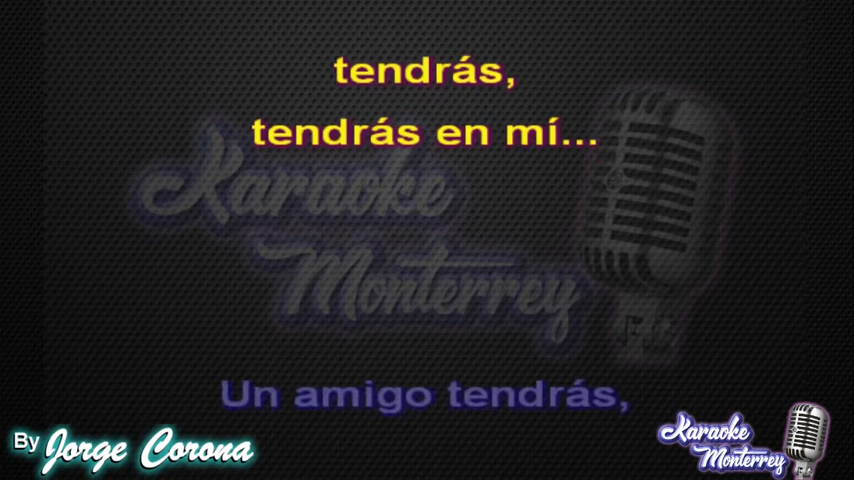 tendrás,
tendrás en mí...
Karaoke
Monterrey
Un amigo tendrás,
By Jorge Corona
Karaoke
Monterrey